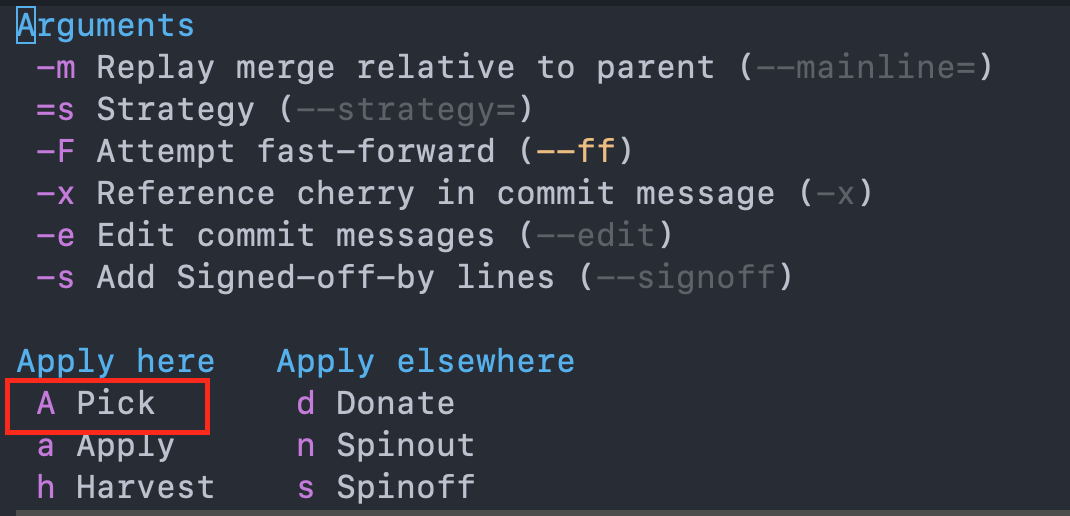 Arguments
-m Replay merge relative to parent (--mainline=)
=s Strategy (--strategy=)
-F Attempt fast-forward (--ff)
-x Reference cherry in commit message (-x)
-e Edit commit messages (--edit)
-s Add Signed-off-by lines (--signoff)
Apply here Apply elsewhere
A Pick d Donate
a Apply n Spinout
h Harvest s Spinoff